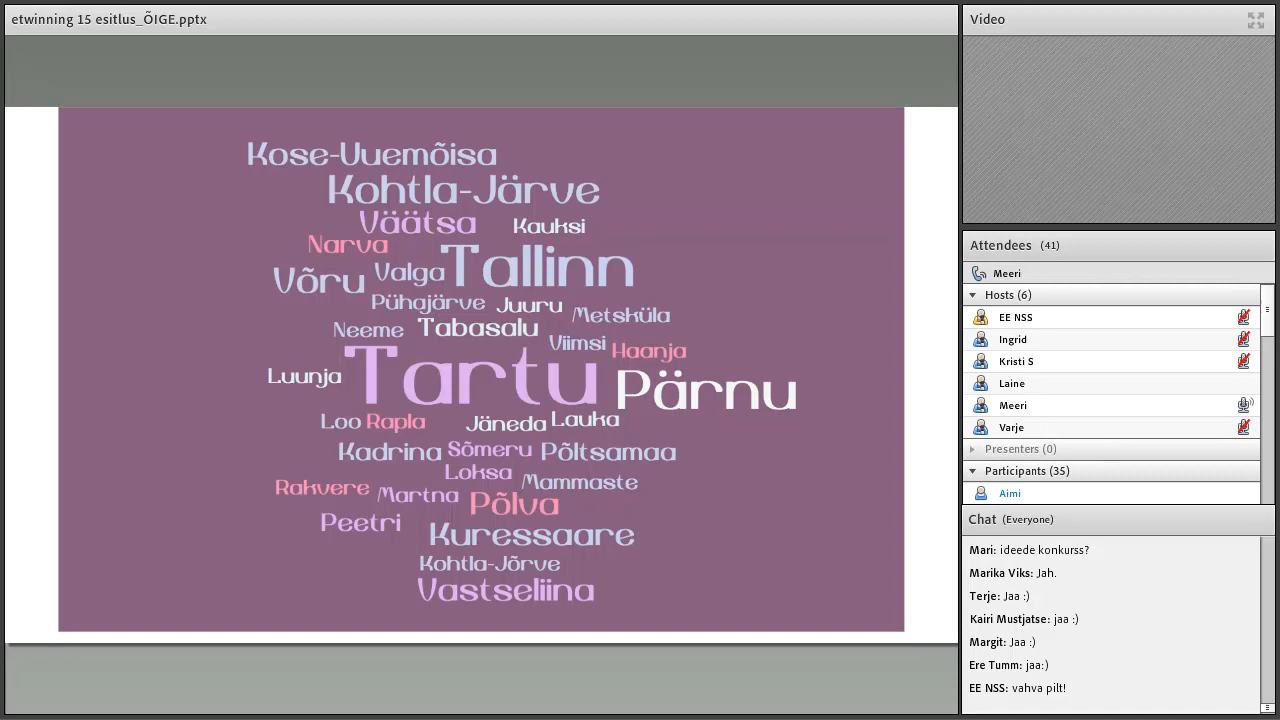 etwinning 15 esitlus_ÕIGE.pptx
Kose-Uuemõisa
Kohtla-Järve
Väätsa Kauksi
Narva
Tallinn
Võru Valga
Pühajärve Juuru Metsküla
Neeme Tabasalu
Viimsi Haanja
Luunja Tartu Pärnu
Loo Rapla Jäneda Lauka
Kadrina Sõmeru Põltsamaa
Loksa
Rakvere Martna Mammaste
Põlva
Peetri
Kuressaare
Kohtla-Jõrve
Vastseliina
Video
Attendees (41)
Meeri
Hosts (6)
EE NSS
Ingrid
Kristi S
Laine
Meeri
Varje
Presenters (0)
Participants (35)
Aimi
Chat (Everyone)
Mari: ideede konkurss?
Marika Viks: Jah.
Terje: Jaa :)
Kairi Mustjatse: jaa :)
Margit: Jaa :)
Ere Tumm: jaa:)
EE NSS: vahva pilt!